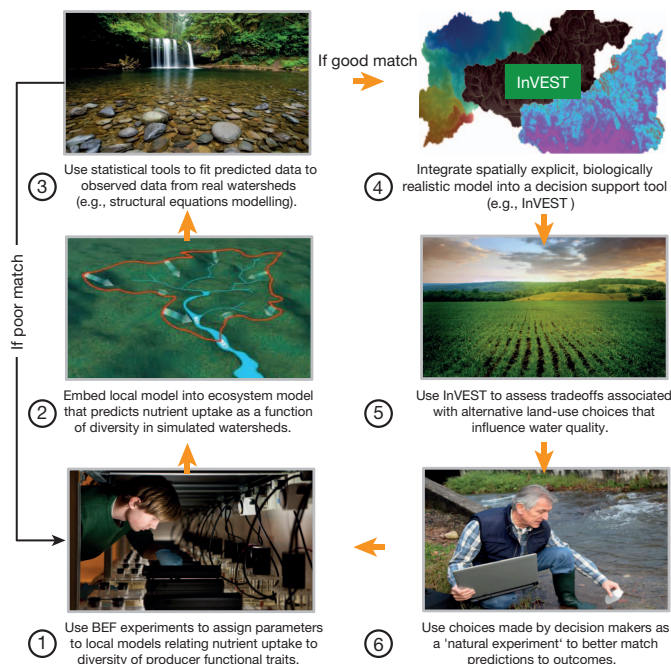 If good match
InVEST
3
Use statistical tools to fit predicted data to
observed data from real watersheds
(e.g., structural equations modelling).
4
Integrate spatially explicit, biologically
realistic model into a decision support tool
(e.g., InVEST )
If poor match
2
Embed local model into ecosystem model
that predicts nutrient uptake as a function
of diversity in simulated watersheds.
5
Use InVEST to assess tradeoffs associated
with alternative land-use choices that
influence water quality.
1
Use BEF experiments to assign parameters
to local models relating nutrient uptake to
diversity of producer functional traits.
6
Use choices made by decision makers as
a 'natural experiment' to better match
predictions to outcomes.